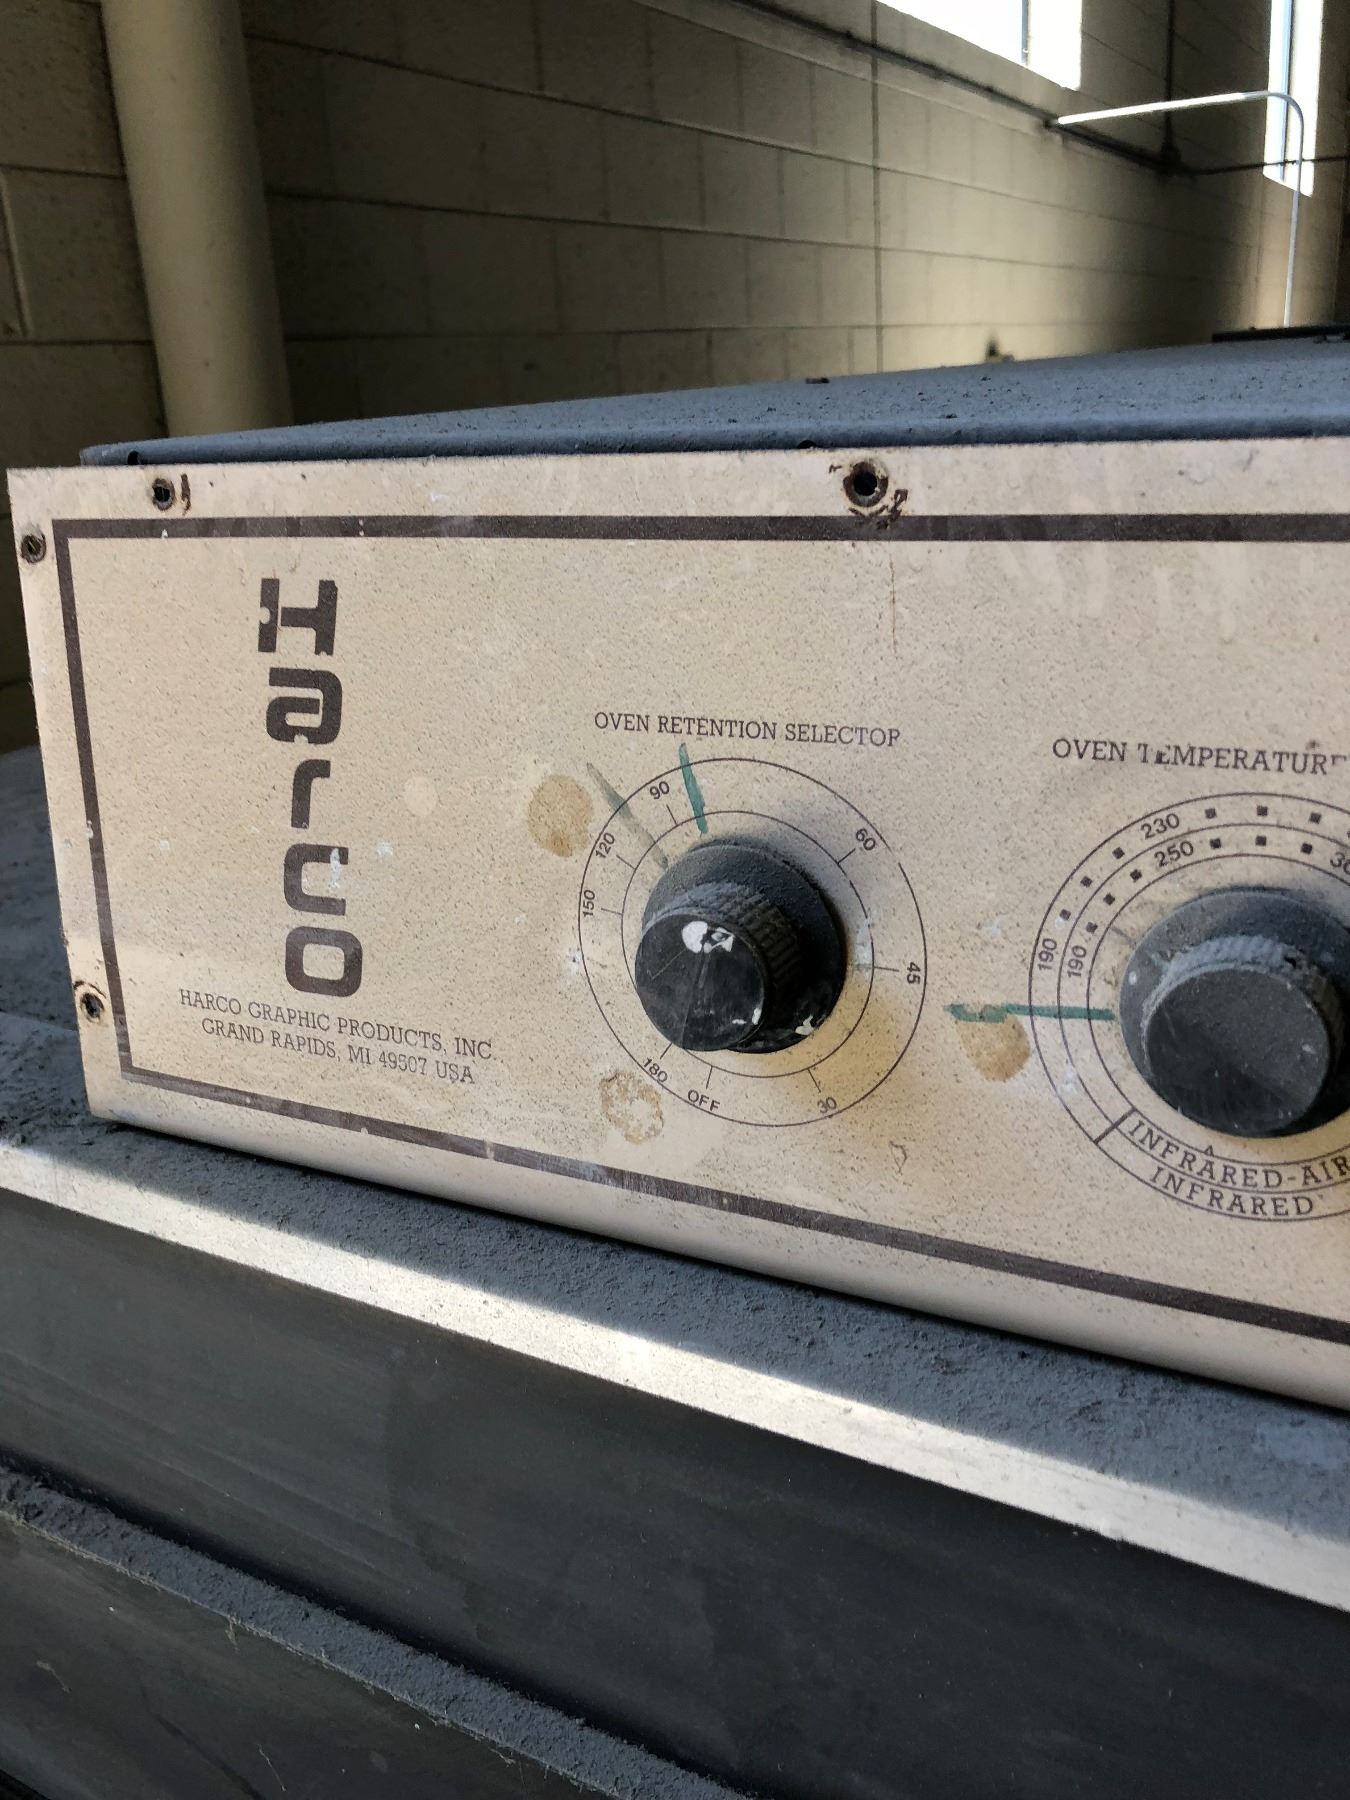 Harco
HARCO GRAPHIC PRODUCTS, INC.
GRAND RAPIDS, MI 49507 USA
OVEN RETENTION SELECTOR
OFF
30
45
60
90
120
150
180
OVEN TEMPERATURE
230
250
190
190
INFRARED-AIR
INFRARED